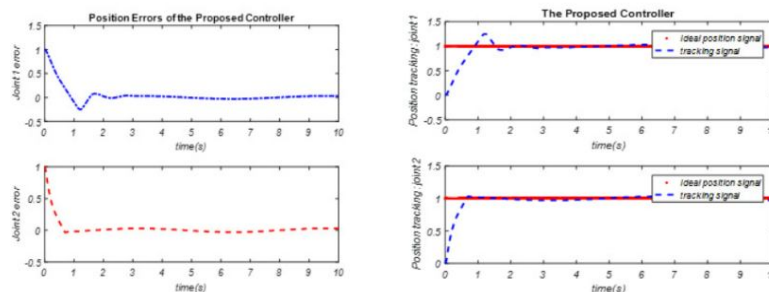 Position Errors of the Proposed Controller
Joint 1 error
1.5
1
0.5
0
-0.5
0 1 2 3 4 5 6 7 8 9 10
time(s)
Joint 2 error
1
0.5
0
-0.5
0 1 2 3 4 5 6 7 8 9 10
time(s)
The Proposed Controller
Position tracking : joint 1
1.5
1
0.5
0
-0.5
0 1 2 3 4 5 6 7 8 9
time(s)
Ideal position signal
tracking signal
Position tracking : joint 2
1.5
1
0.5
0
0 1 2 3 4 5 6 7 8 9
time(s)
Ideal position signal
tracking signal